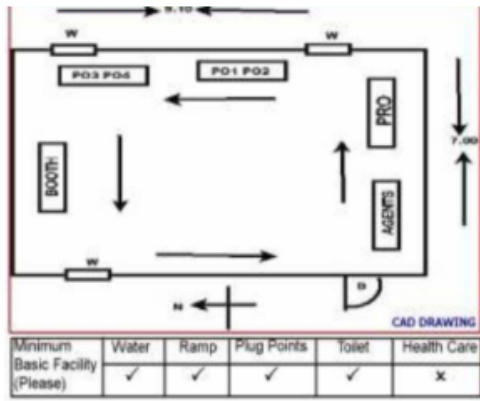 W
W
PO3 PO4
PO1 PO2
PRO
7.00
BOOTH
AGENTS
W
D
N
CAD DRAWING
Minimum Basic Facility (Please)
Water
Ramp
Plug Points
Toilet
Health Care
✓
✓
✓
✓
x